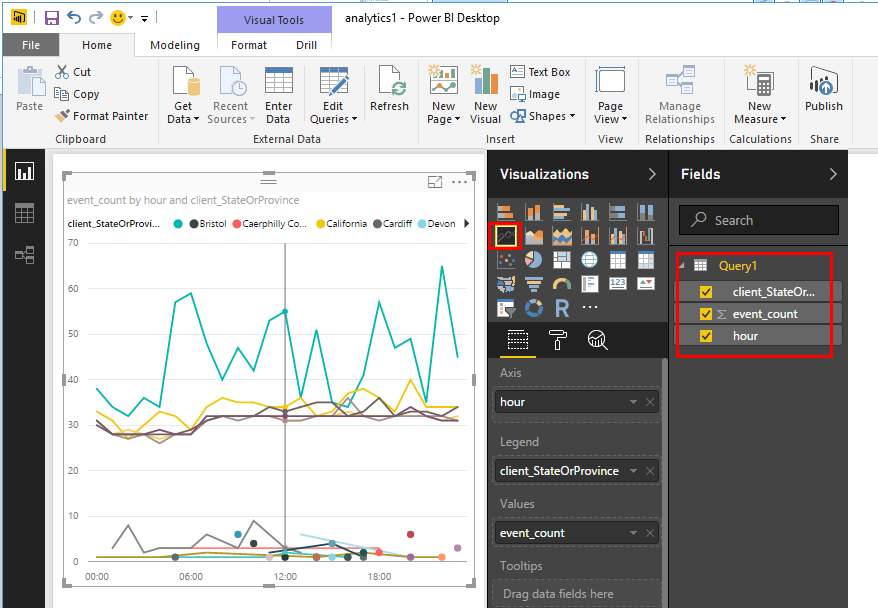 Visual Tools
analytics1 - Power BI Desktop
File Home Modeling Format Drill
Paste
Cut
Copy
Format Painter
Clipboard
Get Data
Recent Sources
Enter Data
Edit Queries
Refresh
External Data
New Page
New Visual
Text Box
Image
Shapes
Insert
Page View
View
Manage Relationships
Relationships
New Measure
Calculations
Publish
Share
event_count by hour and client_StateOrProvince
client_StateOrProvi... Bristol Caerphilly Co... California Cardiff Devon
70
60
50
40
30
20
10
0
00:00 06:00 12:00 18:00
Visualizations
123
R
Axis
hour
Legend
client_StateOrProvince
Values
event_count
Tooltips
Drag data fields here
Fields
Search
Query1
client_StateOr...
Σ event_count
hour